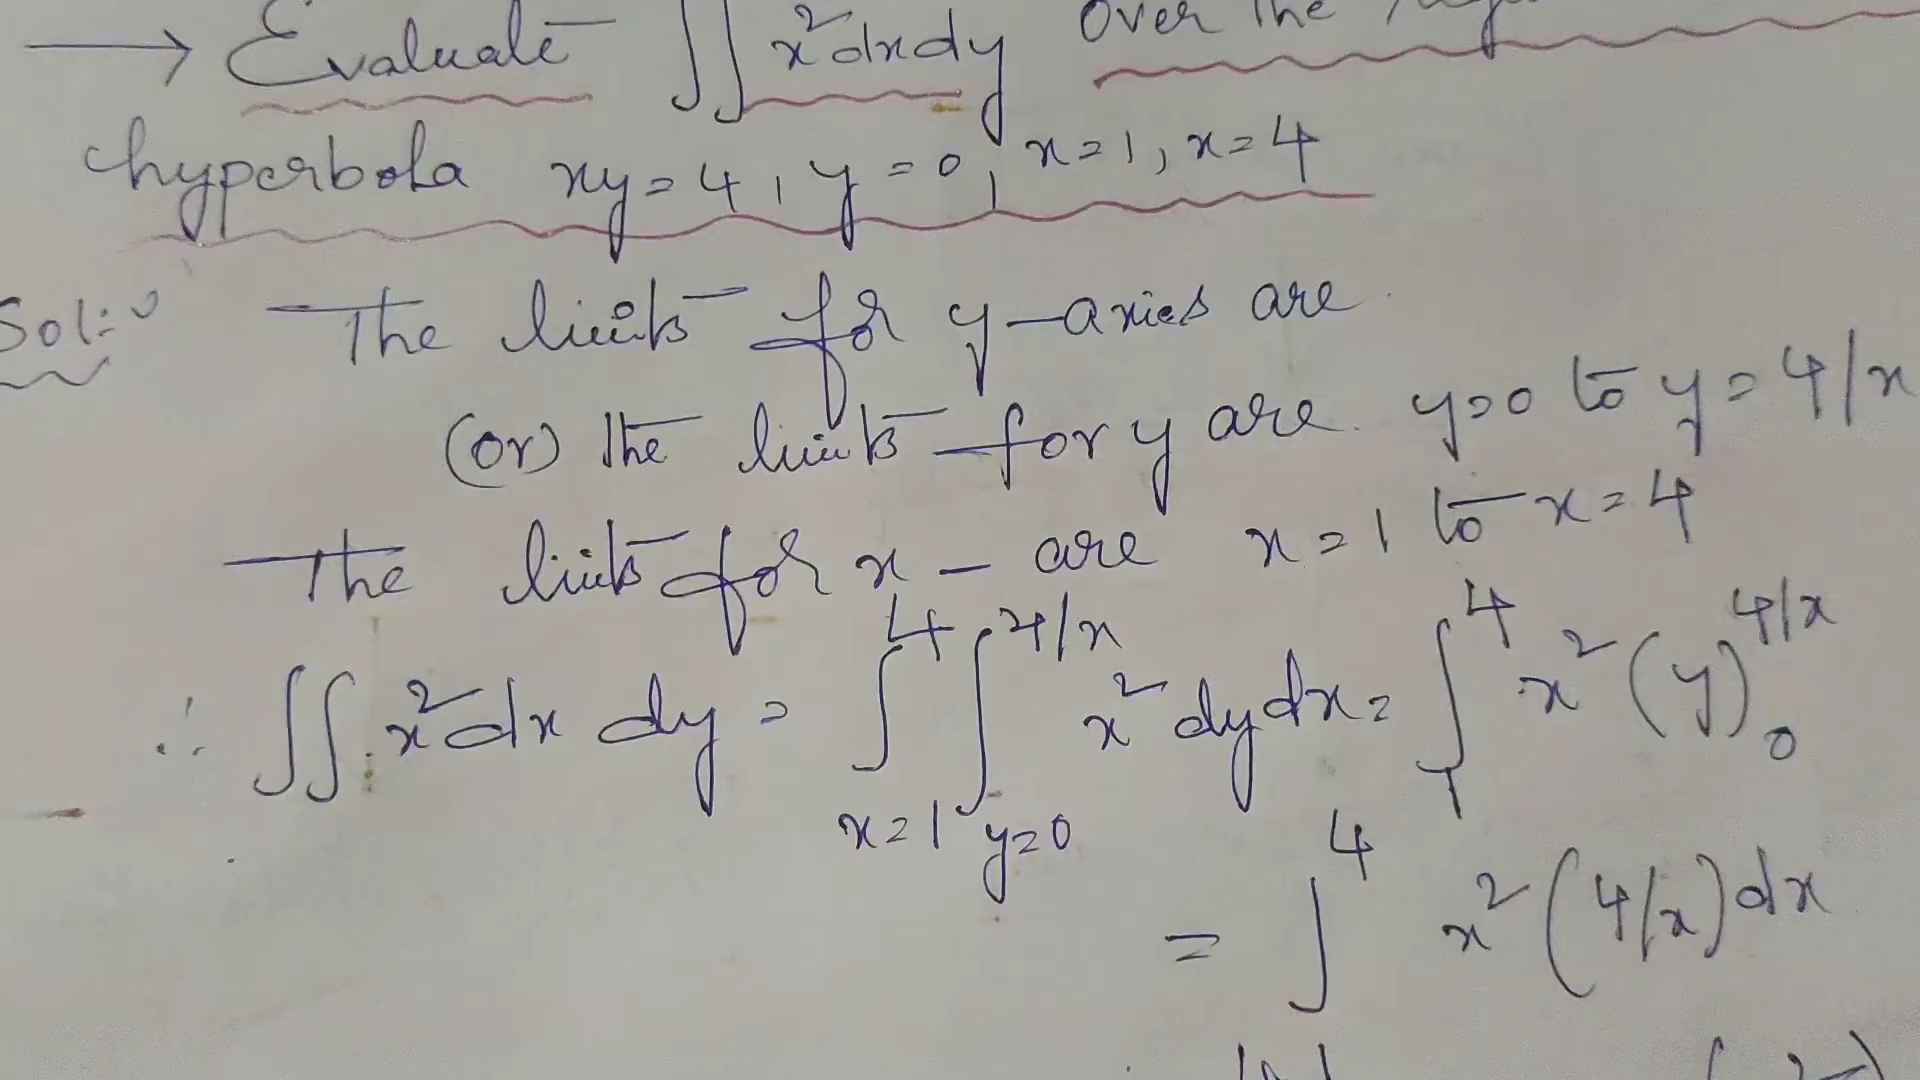 → Evaluate ∫∫ x²dxdy Over the
hyperbola xy=4, y=0, x=1, x=4
Sol:- The limits for y-axies are
(or) the limits for y are y=0 to y=4/x
The limits for x - are x=1 to x=4
∴ ∫∫ x²dx dy = ∫_{x=1}^{4} ∫_{y=0}^{4/x} x² dy dx = ∫_{1}^{4} x² (y)_{0}^{4/x}
= ∫^{4} x² (4/x) dx